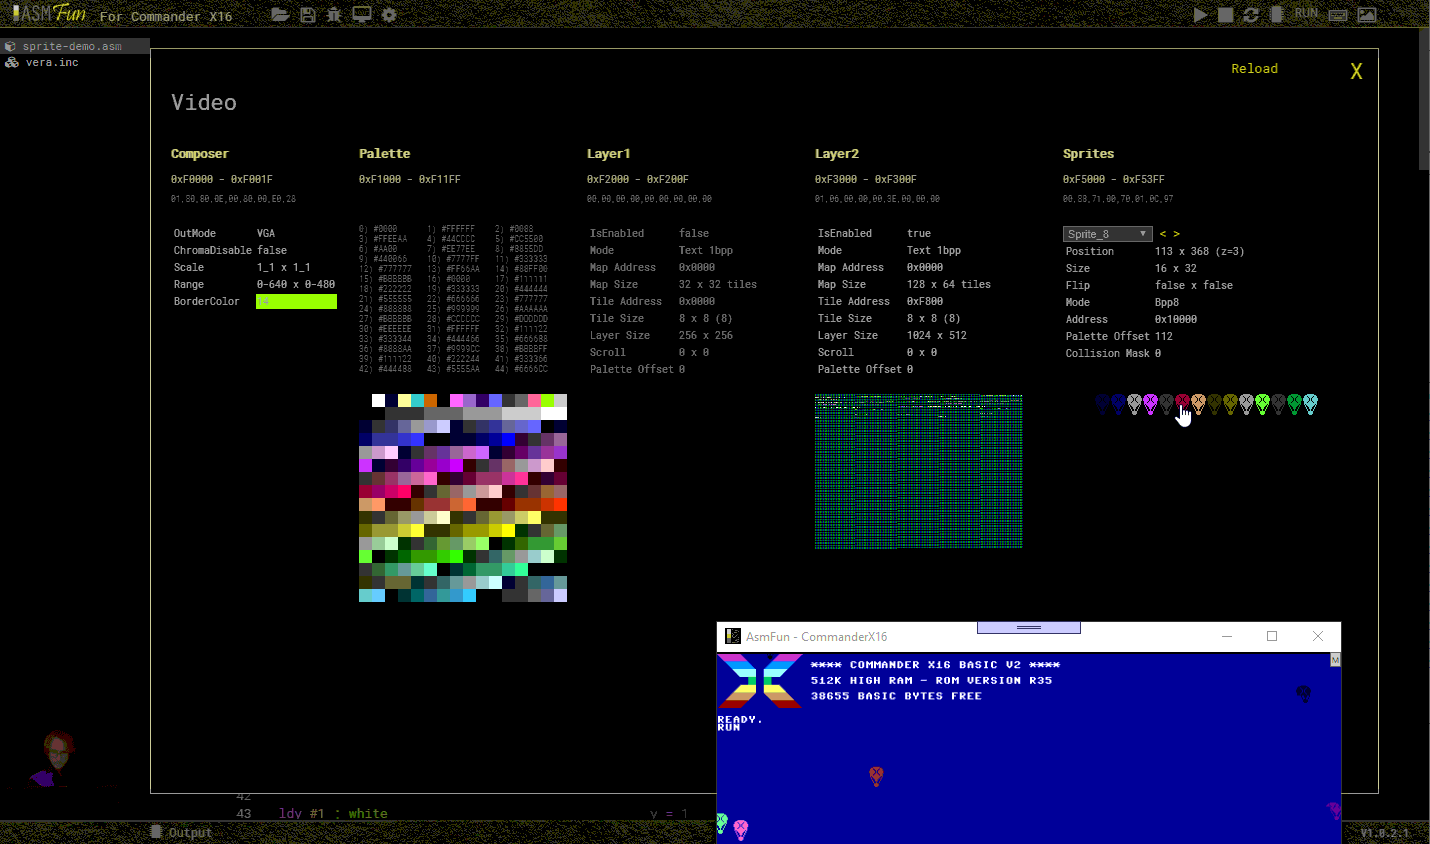 ASM Fun For Commander X16
RUN
sprite-demo.asm
vera.inc
Reload
X
Video
Composer
0xF0000 - 0xF001F
01,80,80,0E,00,80,00,E0,28
OutMode VGA
ChromaDisable false
Scale 1_1 x 1_1
Range 0-640 x 0-480
BorderColor
Palette
0xF1000 - 0xF11FF
0) #0000 1) #FFFFFF 2) #0088
3) #FFEEAA 4) #44CCCC 5) #CC5500
6) #AA00 7) #EE77EE 8) #8855DD
9) #440066 10) #7777FF 11) #333333
12) #777777 13) #FF66AA 14) #88FF00
15) #BBBBBB 16) #0000 17) #111111
18) #222222 19) #333333 20) #444444
21) #555555 22) #666666 23) #777777
24) #888888 25) #999999 26) #AAAAAA
27) #BBBBBB 28) #CCCCCC 29) #DDDDDD
30) #EEEEEE 31) #FFFFFF 32) #111122
33) #333344 34) #444466 35) #6666BB
36) #8888AA 37) #9999CC 38) #BBBBFF
39) #111122 40) #222244 41) #333366
42) #444488 43) #5555AA 44) #6666CC
Layer1
0xF2000 - 0xF200F
00,00,00,00,00,00,00,00,00
IsEnabled false
Mode Text 1bpp
Map Address 0x0000
Map Size 32 x 32 tiles
Tile Address 0x0000
Tile Size 8 x 8 (8)
Layer Size 256 x 256
Scroll 0 x 0
Palette Offset 0
Layer2
0xF3000 - 0xF300F
01,06,00,00,00,3E,00,00,00
IsEnabled true
Mode Text 1bpp
Map Address 0x0000
Map Size 128 x 64 tiles
Tile Address 0xF800
Tile Size 8 x 8 (8)
Layer Size 1024 x 512
Scroll 0 x 0
Palette Offset 0
Sprites
0xF5000 - 0xF53FF
00,88,71,00,70,01,0C,97
Sprite_8 < >
Position 113 x 368 (z=3)
Size 16 x 32
Flip false x false
Mode Bpp8
Address 0x10000
Palette Offset 112
Collision Mask 0
AsmFun - CommanderX16
M
**** COMMANDER X16 BASIC V2 ****
512K HIGH RAM - ROM VERSION R35
38655 BASIC BYTES FREE
READY.
RUN
42
43 ldy #1 ; white y = 1
Output
V1.0.2.1